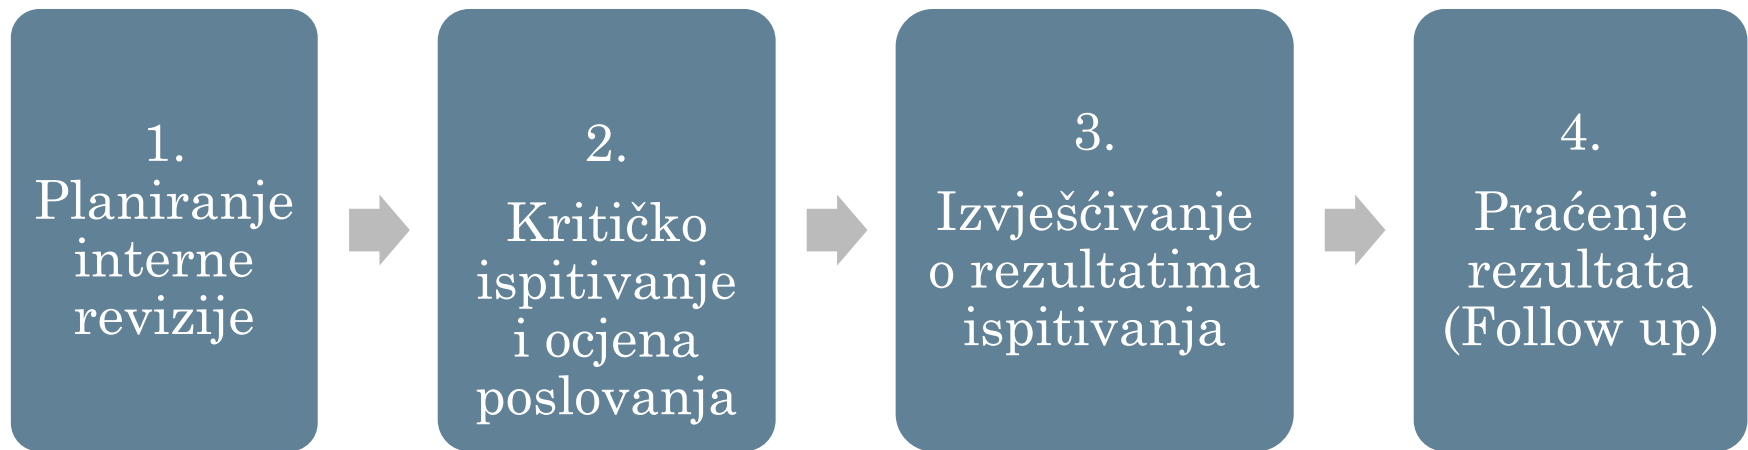 1.
Planiranje
interne
revizije
2.
Kritičko
ispitivanje
i ocjena
poslovanja
3.
Izvješćivanje
o rezultatima
ispitivanja
4.
Praćenje
rezultata
(Follow up)